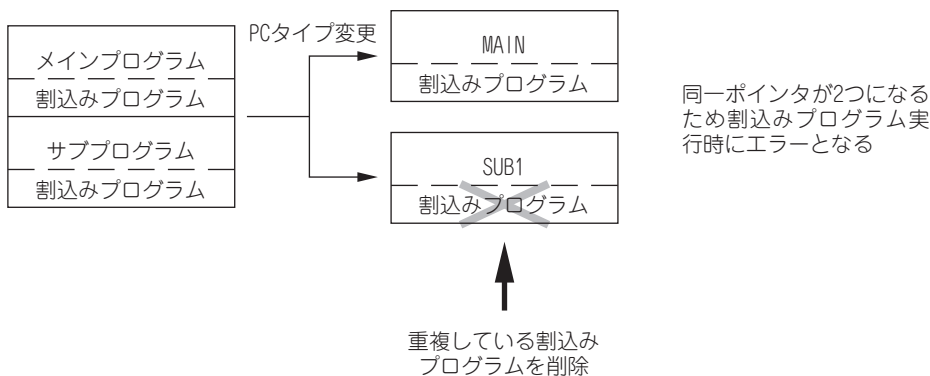 メインプログラム
割込みプログラム
サブプログラム
割込みプログラム
PCタイプ変更
MAIN
割込みプログラム
SUB1
割込みプログラム
重複している割込み
プログラムを削除
同一ポインタが2つになる
ため割込みプログラム実
行時にエラーとなる